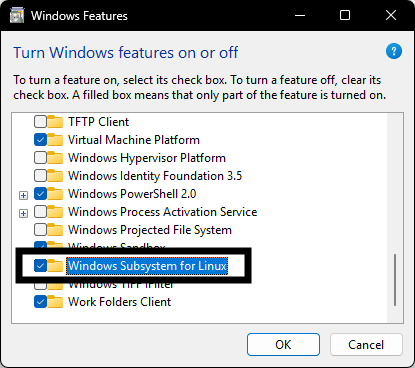 Windows Features
Turn Windows features on or off
?
To turn a feature on, select its check box. To turn a feature off, clear its
check box. A filled box means that only part of the feature is turned on.
TFTP Client
Virtual Machine Platform
Windows Hypervisor Platform
Windows Identity Foundation 3.5
Windows PowerShell 2.0
Windows Process Activation Service
Windows Projected File System
Windows Sandbox
Windows Subsystem for Linux
Windows TIFF IFilter
Work Folders Client
OK
Cancel